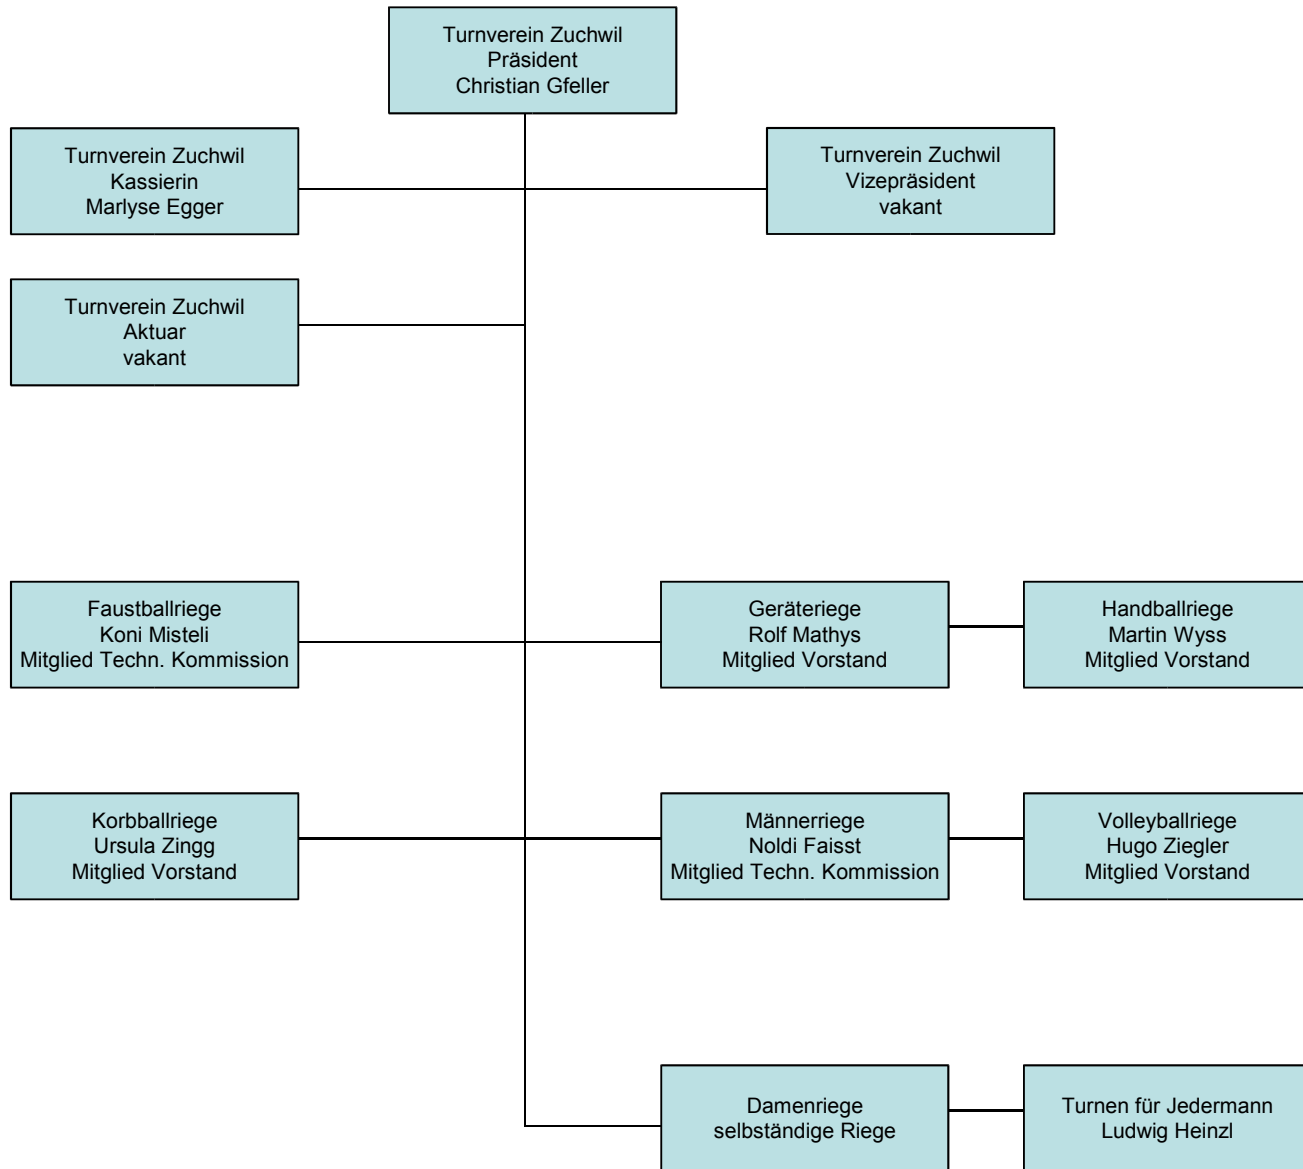 Turnverein Zuchwil
Präsident
Christian Gfeller
Turnverein Zuchwil
Kassierin
Marlyse Egger
Turnverein Zuchwil
Vizepräsident
vakant
Turnverein Zuchwil
Aktuar
vakant
Faustballriege
Koni Misteli
Mitglied Techn. Kommission
Geräteriege
Rolf Mathys
Mitglied Vorstand
Handballriege
Martin Wyss
Mitglied Vorstand
Korbballriege
Ursula Zingg
Mitglied Vorstand
Männerriege
Noldi Faisst
Mitglied Techn. Kommission
Volleyballriege
Hugo Ziegler
Mitglied Vorstand
Damenriege
selbständige Riege
Turnen für Jedermann
Ludwig Heinzl